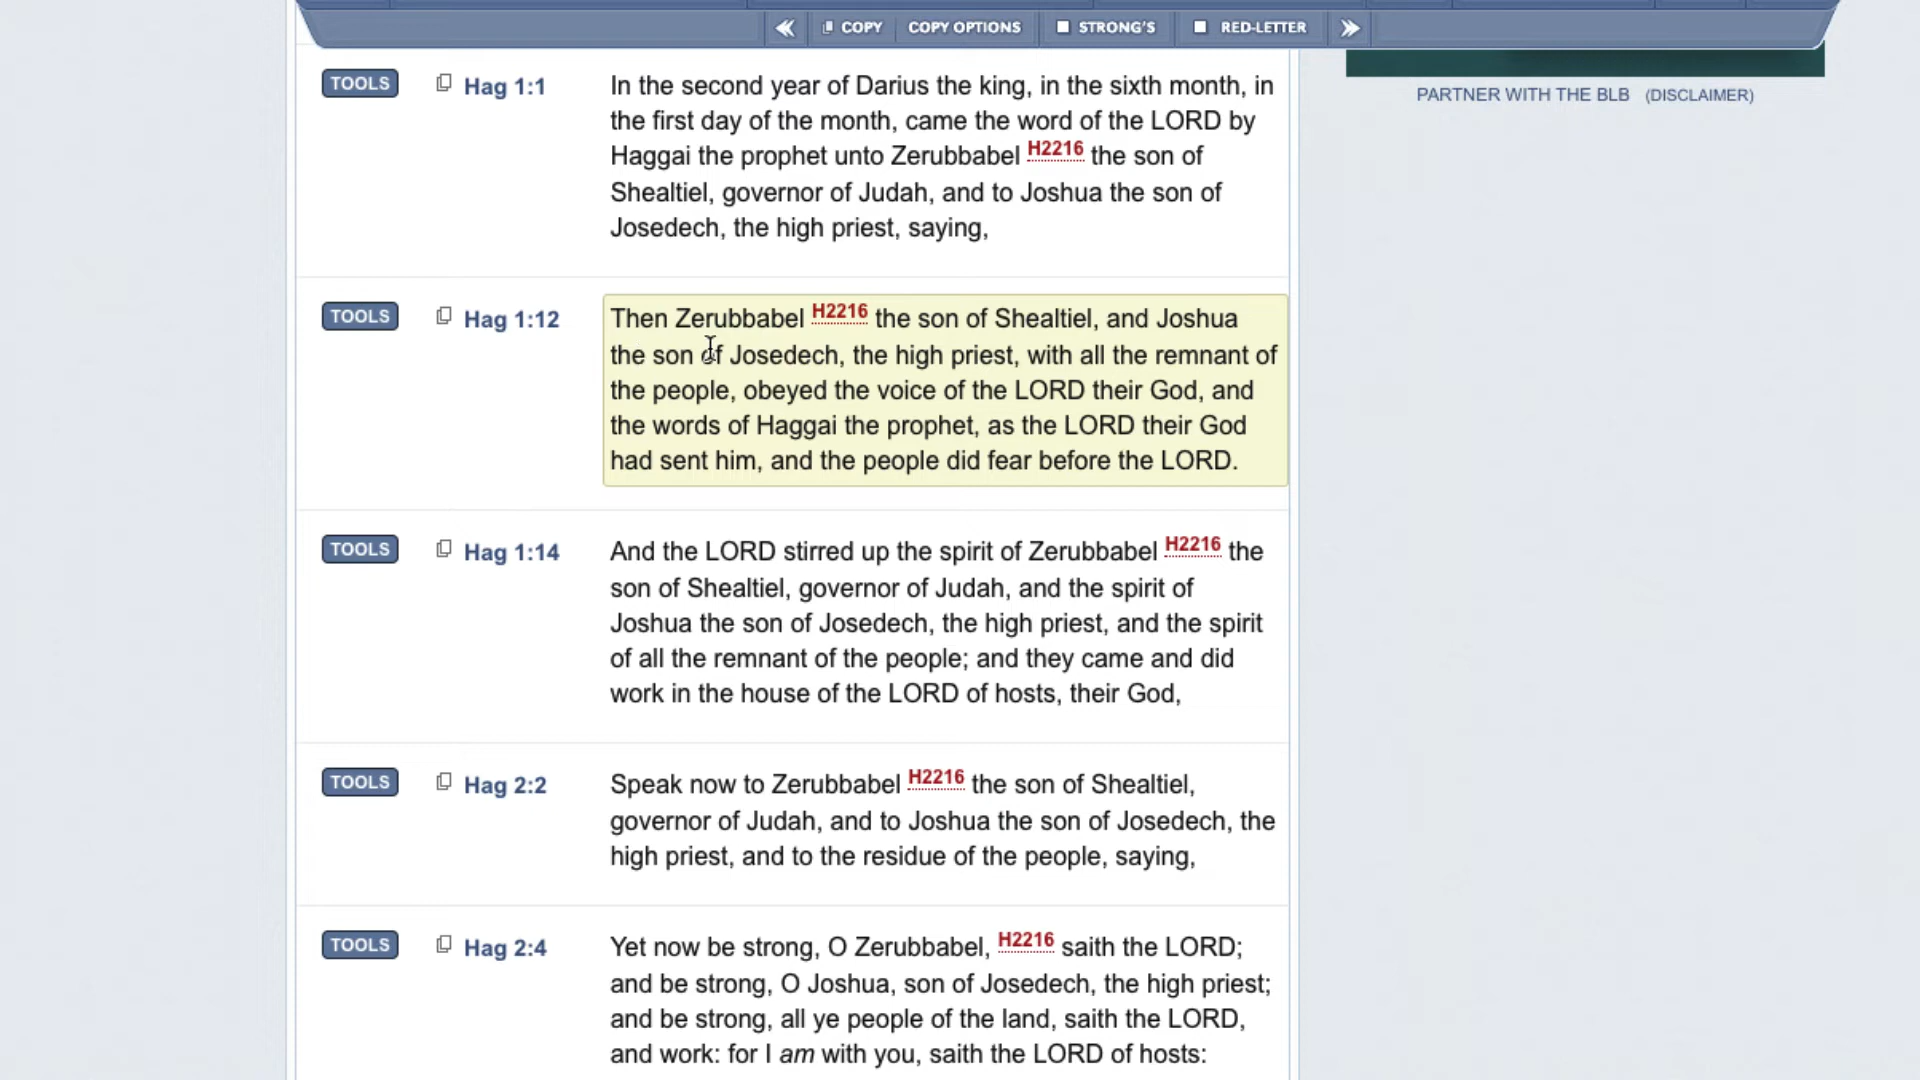 COPY COPY OPTIONS STRONG'S RED-LETTER
PARTNER WITH THE BLB (DISCLAIMER)
TOOLS Hag 1:1 In the second year of Darius the king, in the sixth month, in
the first day of the month, came the word of the LORD by
Haggai the prophet unto Zerubbabel H2216 the son of
Shealtiel, governor of Judah, and to Joshua the son of
Josedech, the high priest, saying,
TOOLS Hag 1:12 Then Zerubbabel H2216 the son of Shealtiel, and Joshua
the son of Josedech, the high priest, with all the remnant of
the people, obeyed the voice of the LORD their God, and
the words of Haggai the prophet, as the LORD their God
had sent him, and the people did fear before the LORD.
TOOLS Hag 1:14 And the LORD stirred up the spirit of Zerubbabel H2216 the
son of Shealtiel, governor of Judah, and the spirit of
Joshua the son of Josedech, the high priest, and the spirit
of all the remnant of the people; and they came and did
work in the house of the LORD of hosts, their God,
TOOLS Hag 2:2 Speak now to Zerubbabel H2216 the son of Shealtiel,
governor of Judah, and to Joshua the son of Josedech, the
high priest, and to the residue of the people, saying,
TOOLS Hag 2:4 Yet now be strong, O Zerubbabel, H2216 saith the LORD;
and be strong, O Joshua, son of Josedech, the high priest;
and be strong, all ye people of the land, saith the LORD,
and work: for I am with you, saith the LORD of hosts: